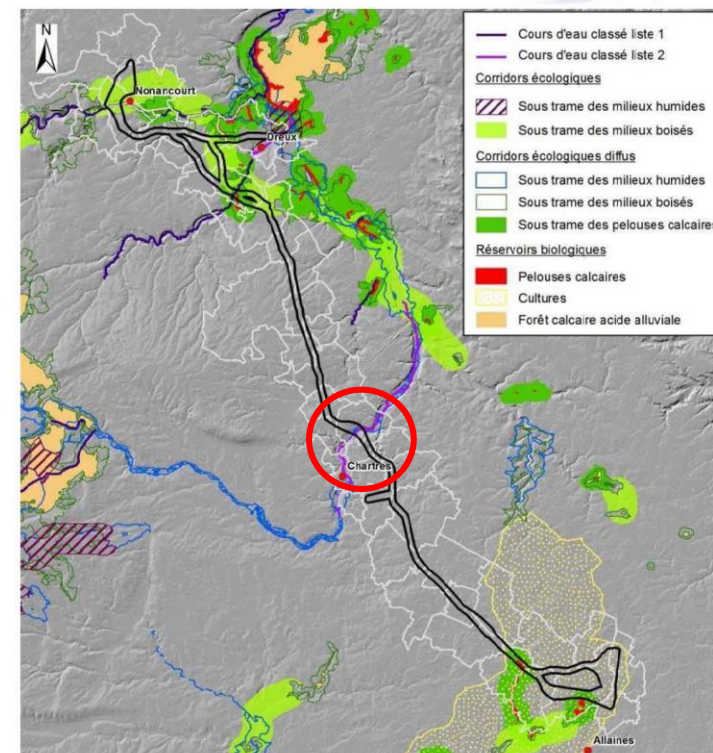 N
Nonancourt
Dreux
Chartres
Allaines
Cours d'eau classé liste 1
Cours d'eau classé liste 2
Corridors écologiques
Sous trame des milieux humides
Sous trame des milieux boisés
Corridors écologiques diffus
Sous trame des milieux humides
Sous trame des milieux boisés
Sous trame des pelouses calcaires
Réservoirs biologiques
Pelouses calcaires
Cultures
Forêt calcaire acide alluviale